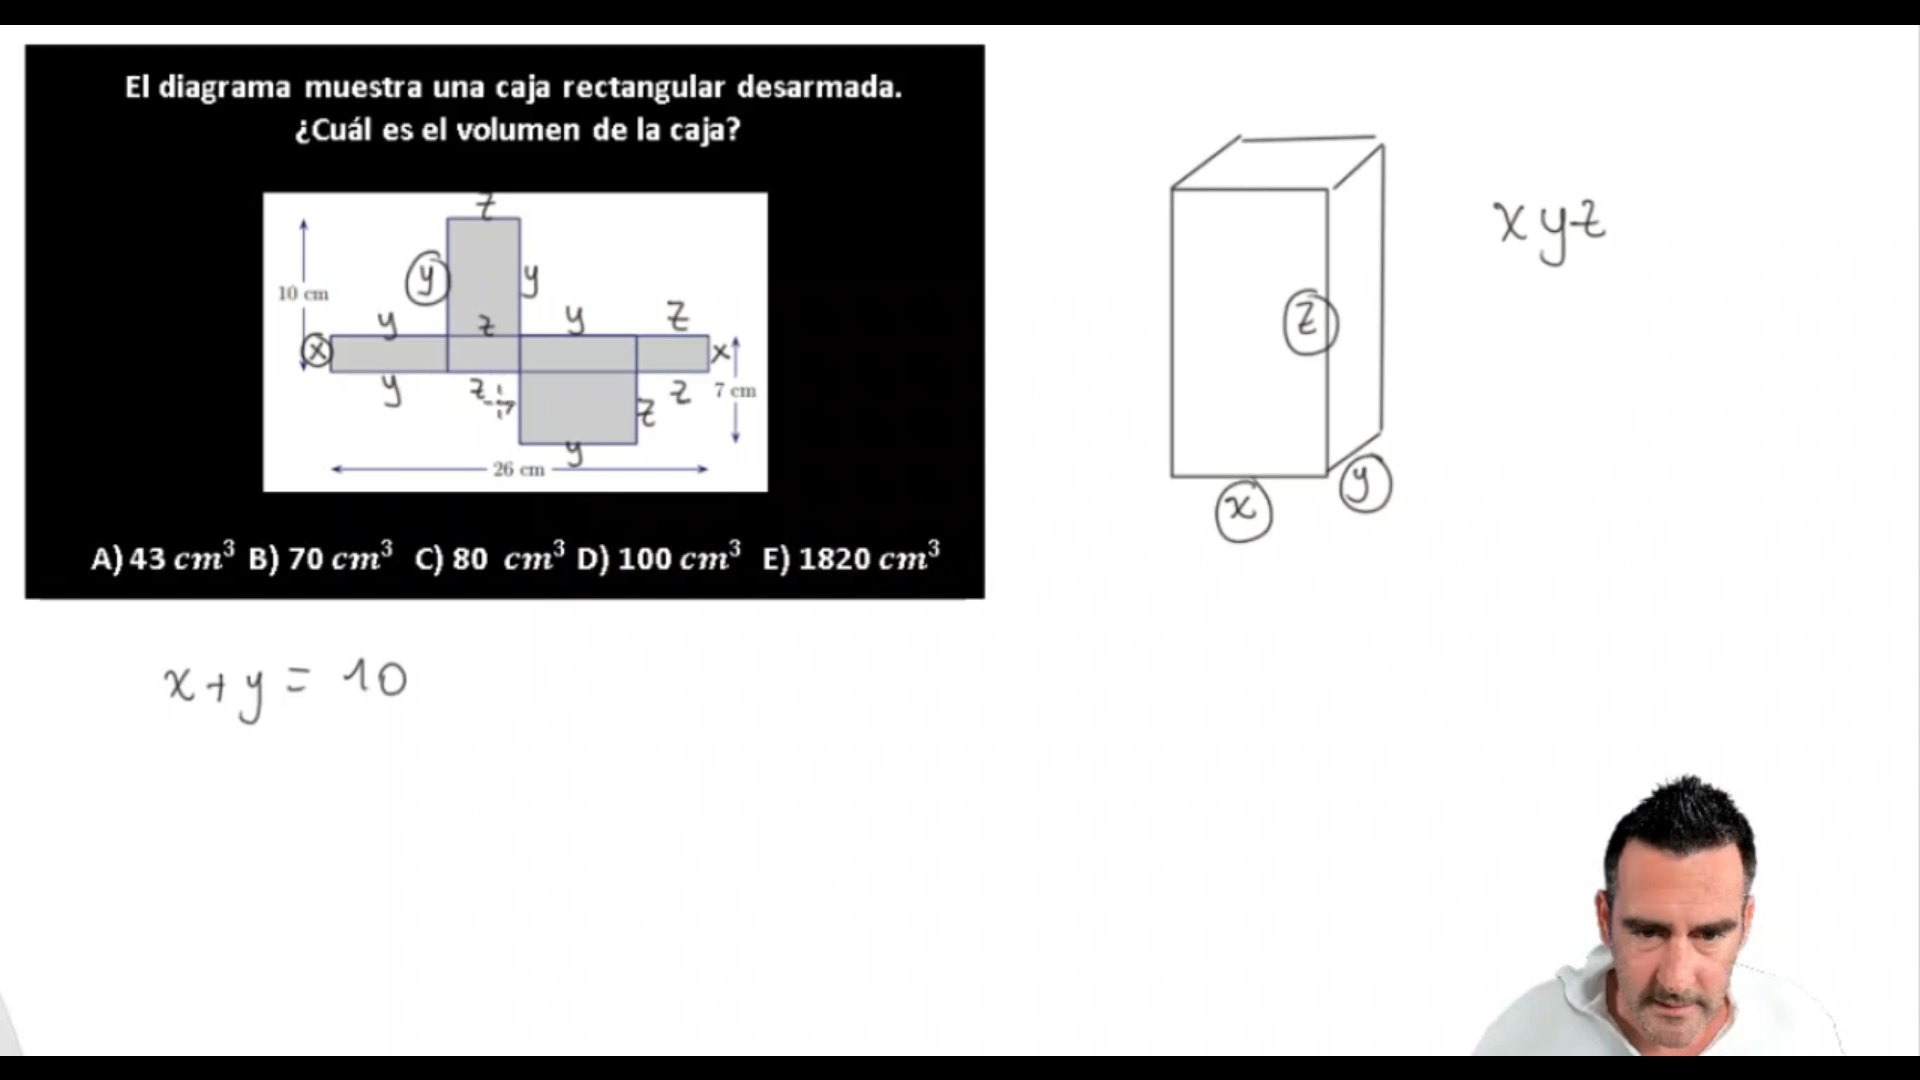 El diagrama muestra una caja rectangular desarmada.
¿Cuál es el volumen de la caja?
z
10 cm
y
y
y
z
y
z
x
x
y
z
z
z
7 cm
y
26 cm
A) 43 cm³ B) 70 cm³ C) 80 cm³ D) 100 cm³ E) 1820 cm³
xyz
z
x
y
x + y = 10